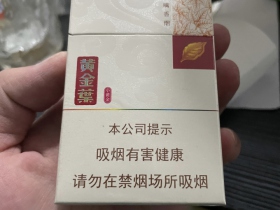 黄金葉
本公司提示
吸烟有害健康
请勿在禁烟场所吸烟